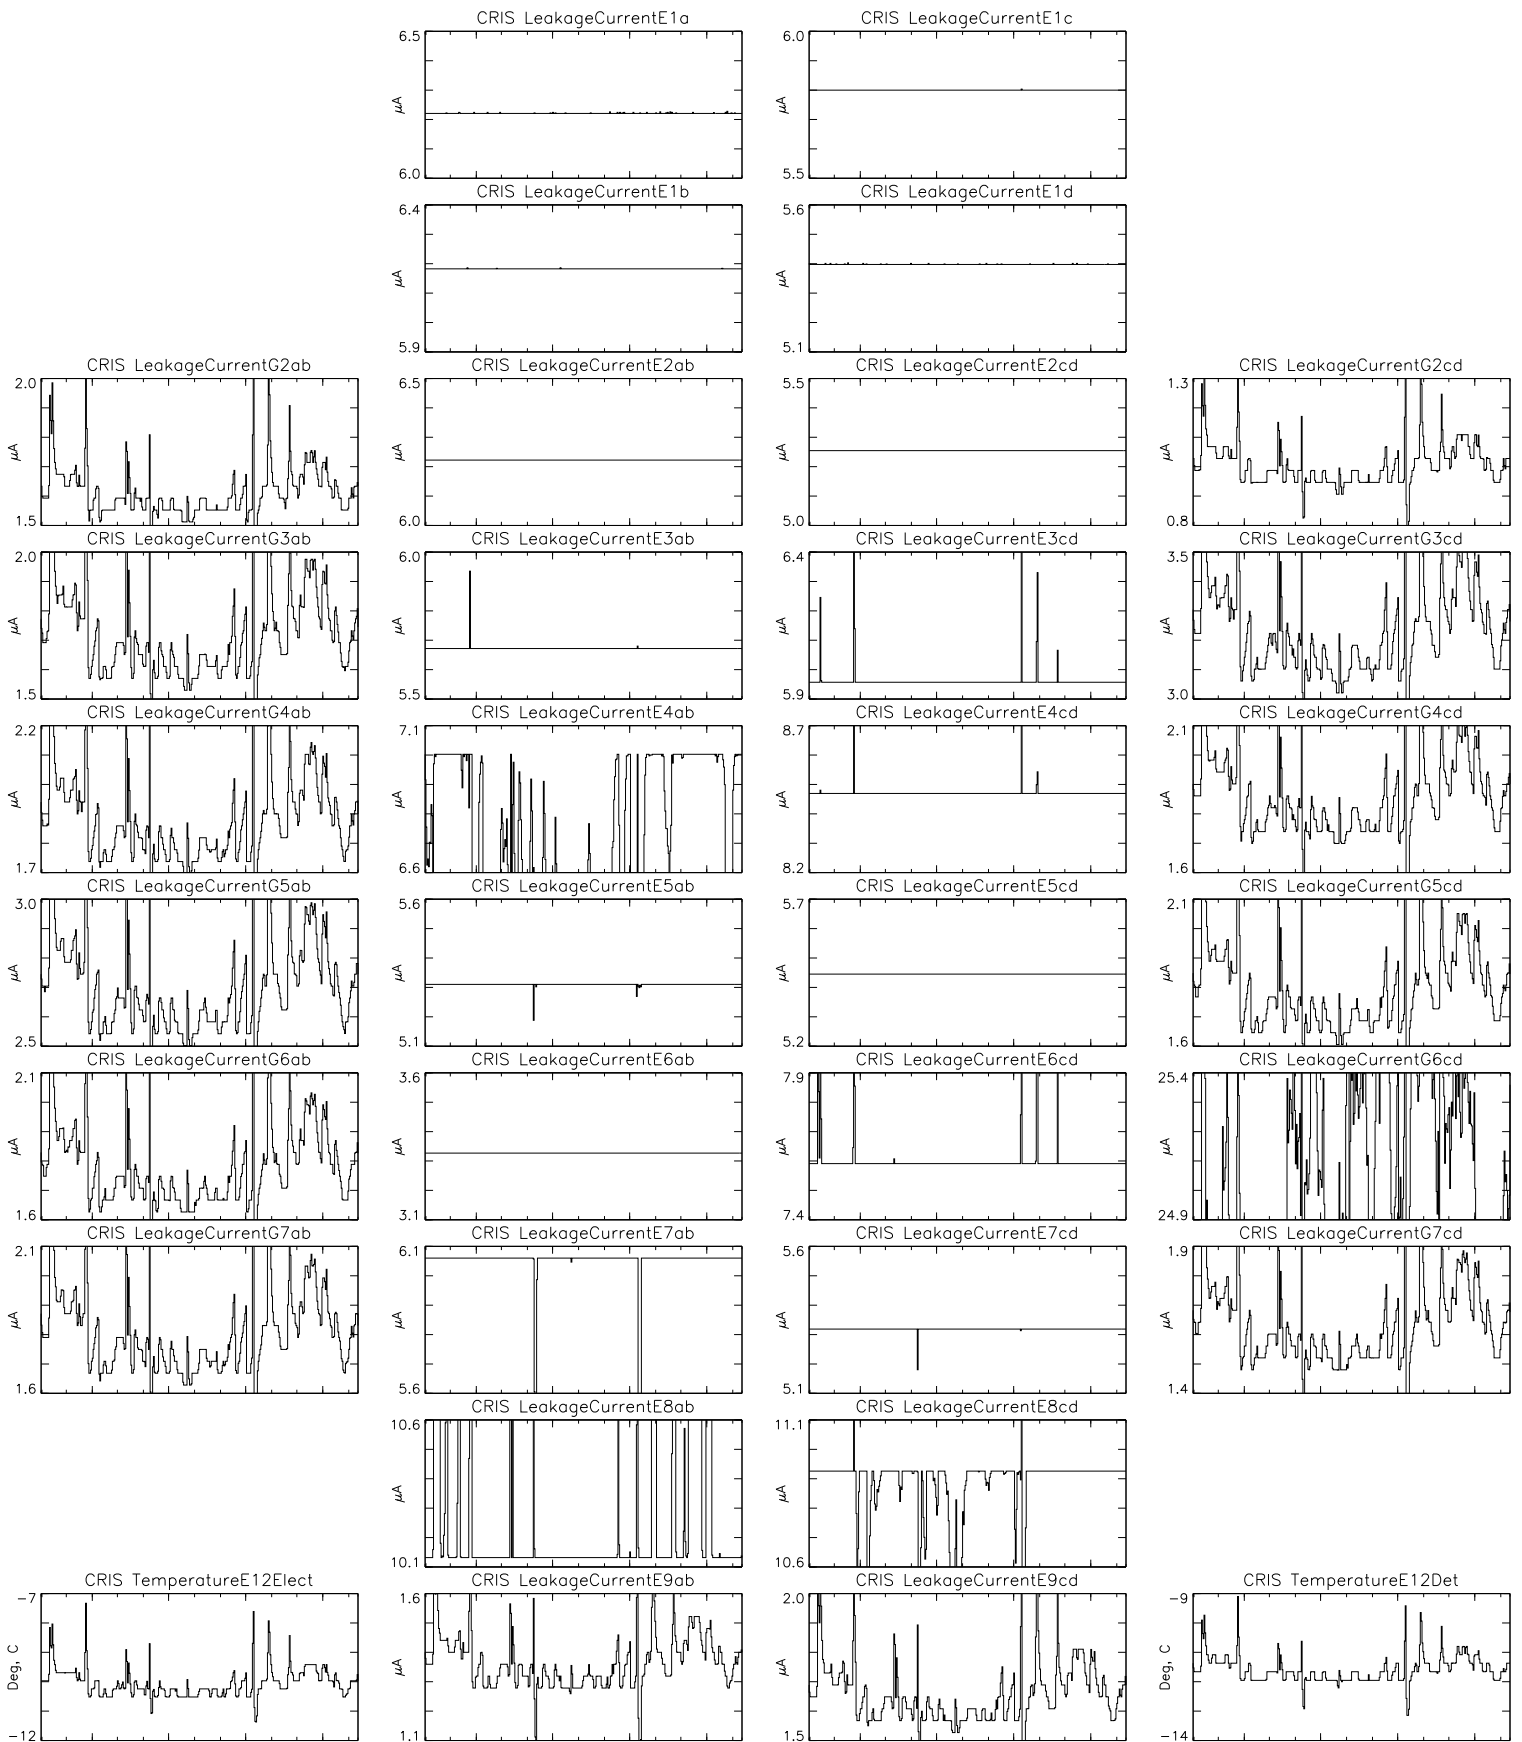 CRIS LeakageCurrentE1a
CRIS LeakageCurrentE1c
6.5
μA
6.0
6.0
μA
5.5
CRIS LeakageCurrentE1b
CRIS LeakageCurrentE1d
6.4
μA
5.9
5.6
μA
5.1
CRIS LeakageCurrentG2ab
CRIS LeakageCurrentE2ab
CRIS LeakageCurrentE2cd
CRIS LeakageCurrentG2cd
2.0
μA
1.5
6.5
μA
6.0
5.5
μA
5.0
1.3
μA
0.8
CRIS LeakageCurrentG3ab
CRIS LeakageCurrentE3ab
CRIS LeakageCurrentE3cd
CRIS LeakageCurrentG3cd
2.0
μA
1.5
6.0
μA
5.5
6.4
μA
5.9
3.5
μA
3.0
CRIS LeakageCurrentG4ab
CRIS LeakageCurrentE4ab
CRIS LeakageCurrentE4cd
CRIS LeakageCurrentG4cd
2.2
μA
1.7
7.1
μA
6.6
8.7
μA
8.2
2.1
μA
1.6
CRIS LeakageCurrentG5ab
CRIS LeakageCurrentE5ab
CRIS LeakageCurrentE5cd
CRIS LeakageCurrentG5cd
3.0
μA
2.5
5.6
μA
5.1
5.7
μA
5.2
2.1
μA
1.6
CRIS LeakageCurrentG6ab
CRIS LeakageCurrentE6ab
CRIS LeakageCurrentE6cd
CRIS LeakageCurrentG6cd
2.1
μA
1.6
3.6
μA
3.1
7.9
μA
7.4
25.4
μA
24.9
CRIS LeakageCurrentG7ab
CRIS LeakageCurrentE7ab
CRIS LeakageCurrentE7cd
CRIS LeakageCurrentG7cd
2.1
μA
1.6
6.1
μA
5.6
5.6
μA
5.1
1.9
μA
1.4
CRIS LeakageCurrentE8ab
CRIS LeakageCurrentE8cd
10.6
μA
10.1
11.1
μA
10.6
CRIS TemperatureE12Elect
CRIS LeakageCurrentE9ab
CRIS LeakageCurrentE9cd
CRIS TemperatureE12Det
−7
Deg, C
−12
1.6
μA
1.1
2.0
μA
1.5
−9
Deg, C
−14